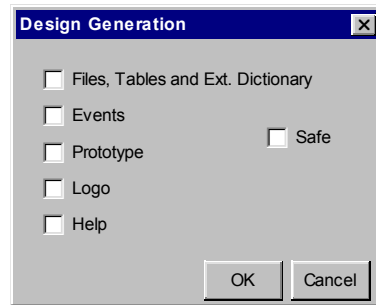 Design Generation
Files, Tables and Ext. Dictionary
Events
Safe
Prototype
Logo
Help
OK
Cancel